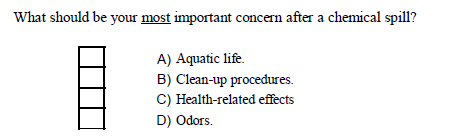 What should be your most important concern after a chemical spill?
A) Aquatic life.
B) Clean-up procedures.
C) Health-related effects
D) Odors.